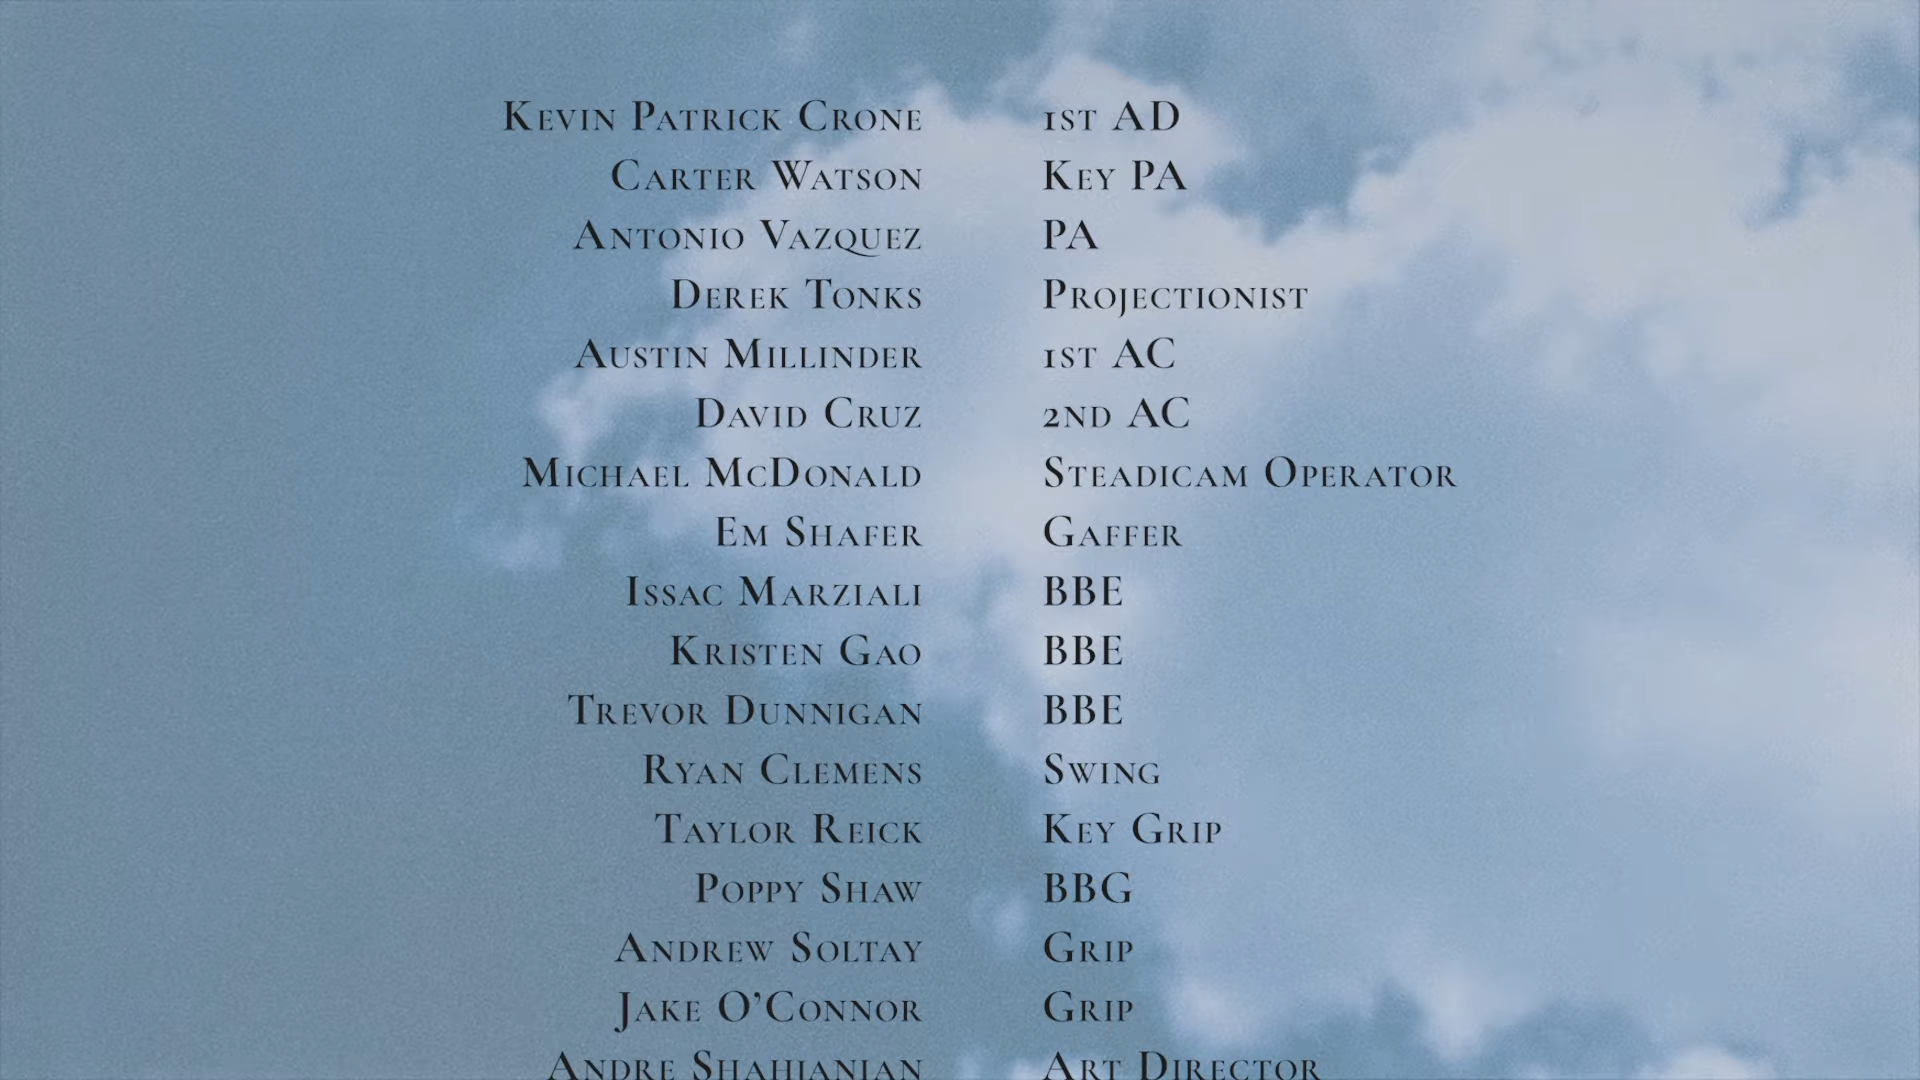 Kevin Patrick Crone 1st AD
Carter Watson Key PA
Antonio Vazquez PA
Derek Tonks Projectionist
Austin Millinder 1st AC
David Cruz 2nd AC
Michael McDonald Steadicam Operator
Em Shafer Gaffer
Issac Marziali BBE
Kristen Gao BBE
Trevor Dunnigan BBE
Ryan Clemens Swing
Taylor Reick Key Grip
Poppy Shaw BBG
Andrew Soltay Grip
Jake O’Connor Grip
Andre Shahianian Art Director